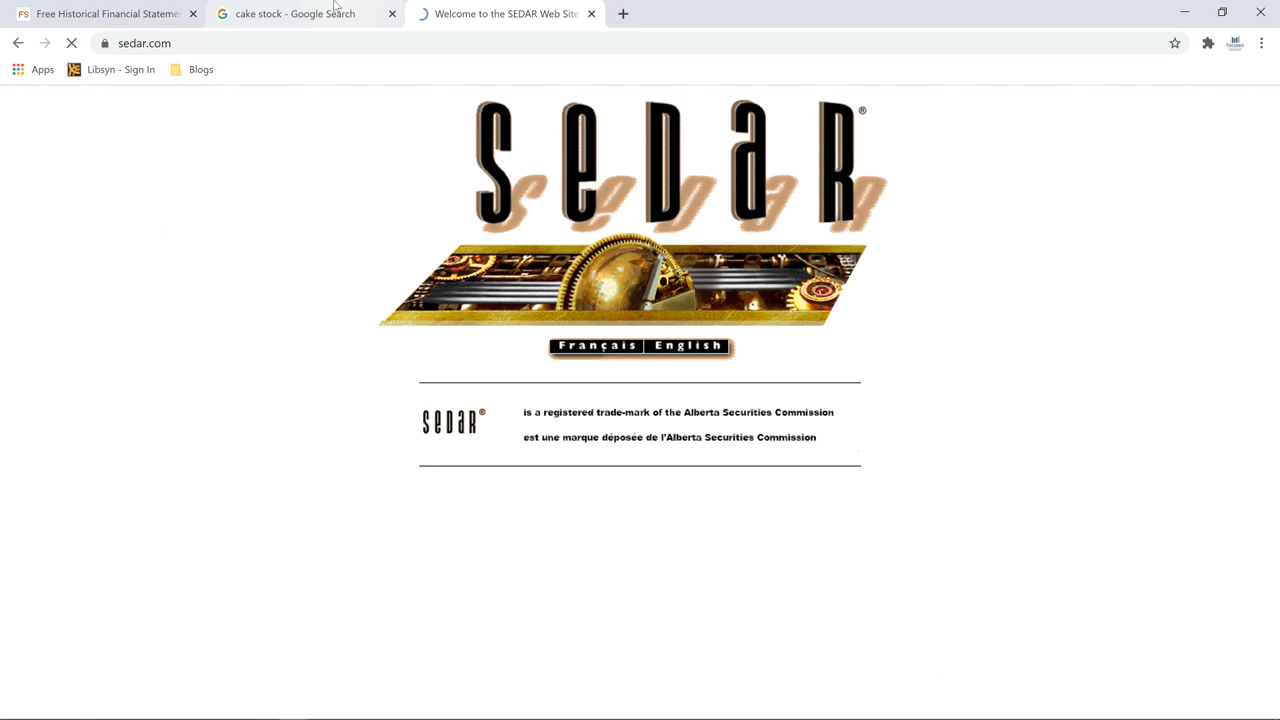 Free Historical Financial Stateme
cake stock - Google Search
Welcome to the SEDAR Web Site
sedar.com
Apps
Libsyn - Sign In
Blogs
SEDAR®
Français English
SEDAR® is a registered trade-mark of the Alberta Securities Commission
est une marque déposée de l'Alberta Securities Commission